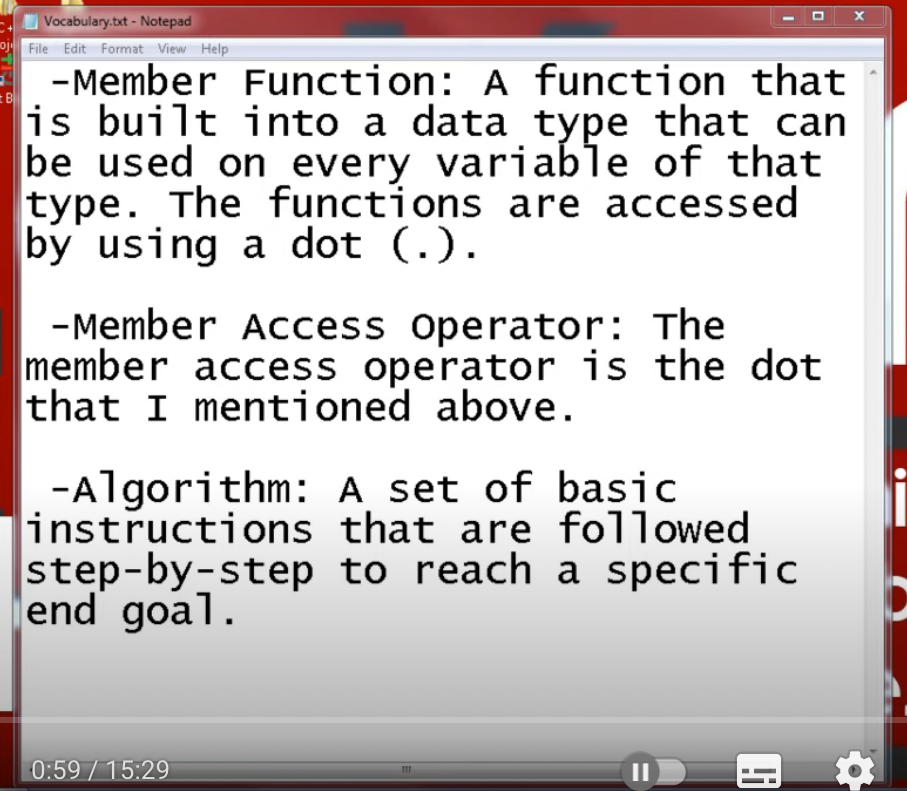 Vocabulary.txt - Notepad
File Edit Format View Help
-Member Function: A function that
is built into a data type that can
be used on every variable of that
type. The functions are accessed
by using a dot (.).
-Member Access Operator: The
member access operator is the dot
that I mentioned above.
-Algorithm: A set of basic
instructions that are followed
step-by-step to reach a specific
end goal.
0:59 / 15:29